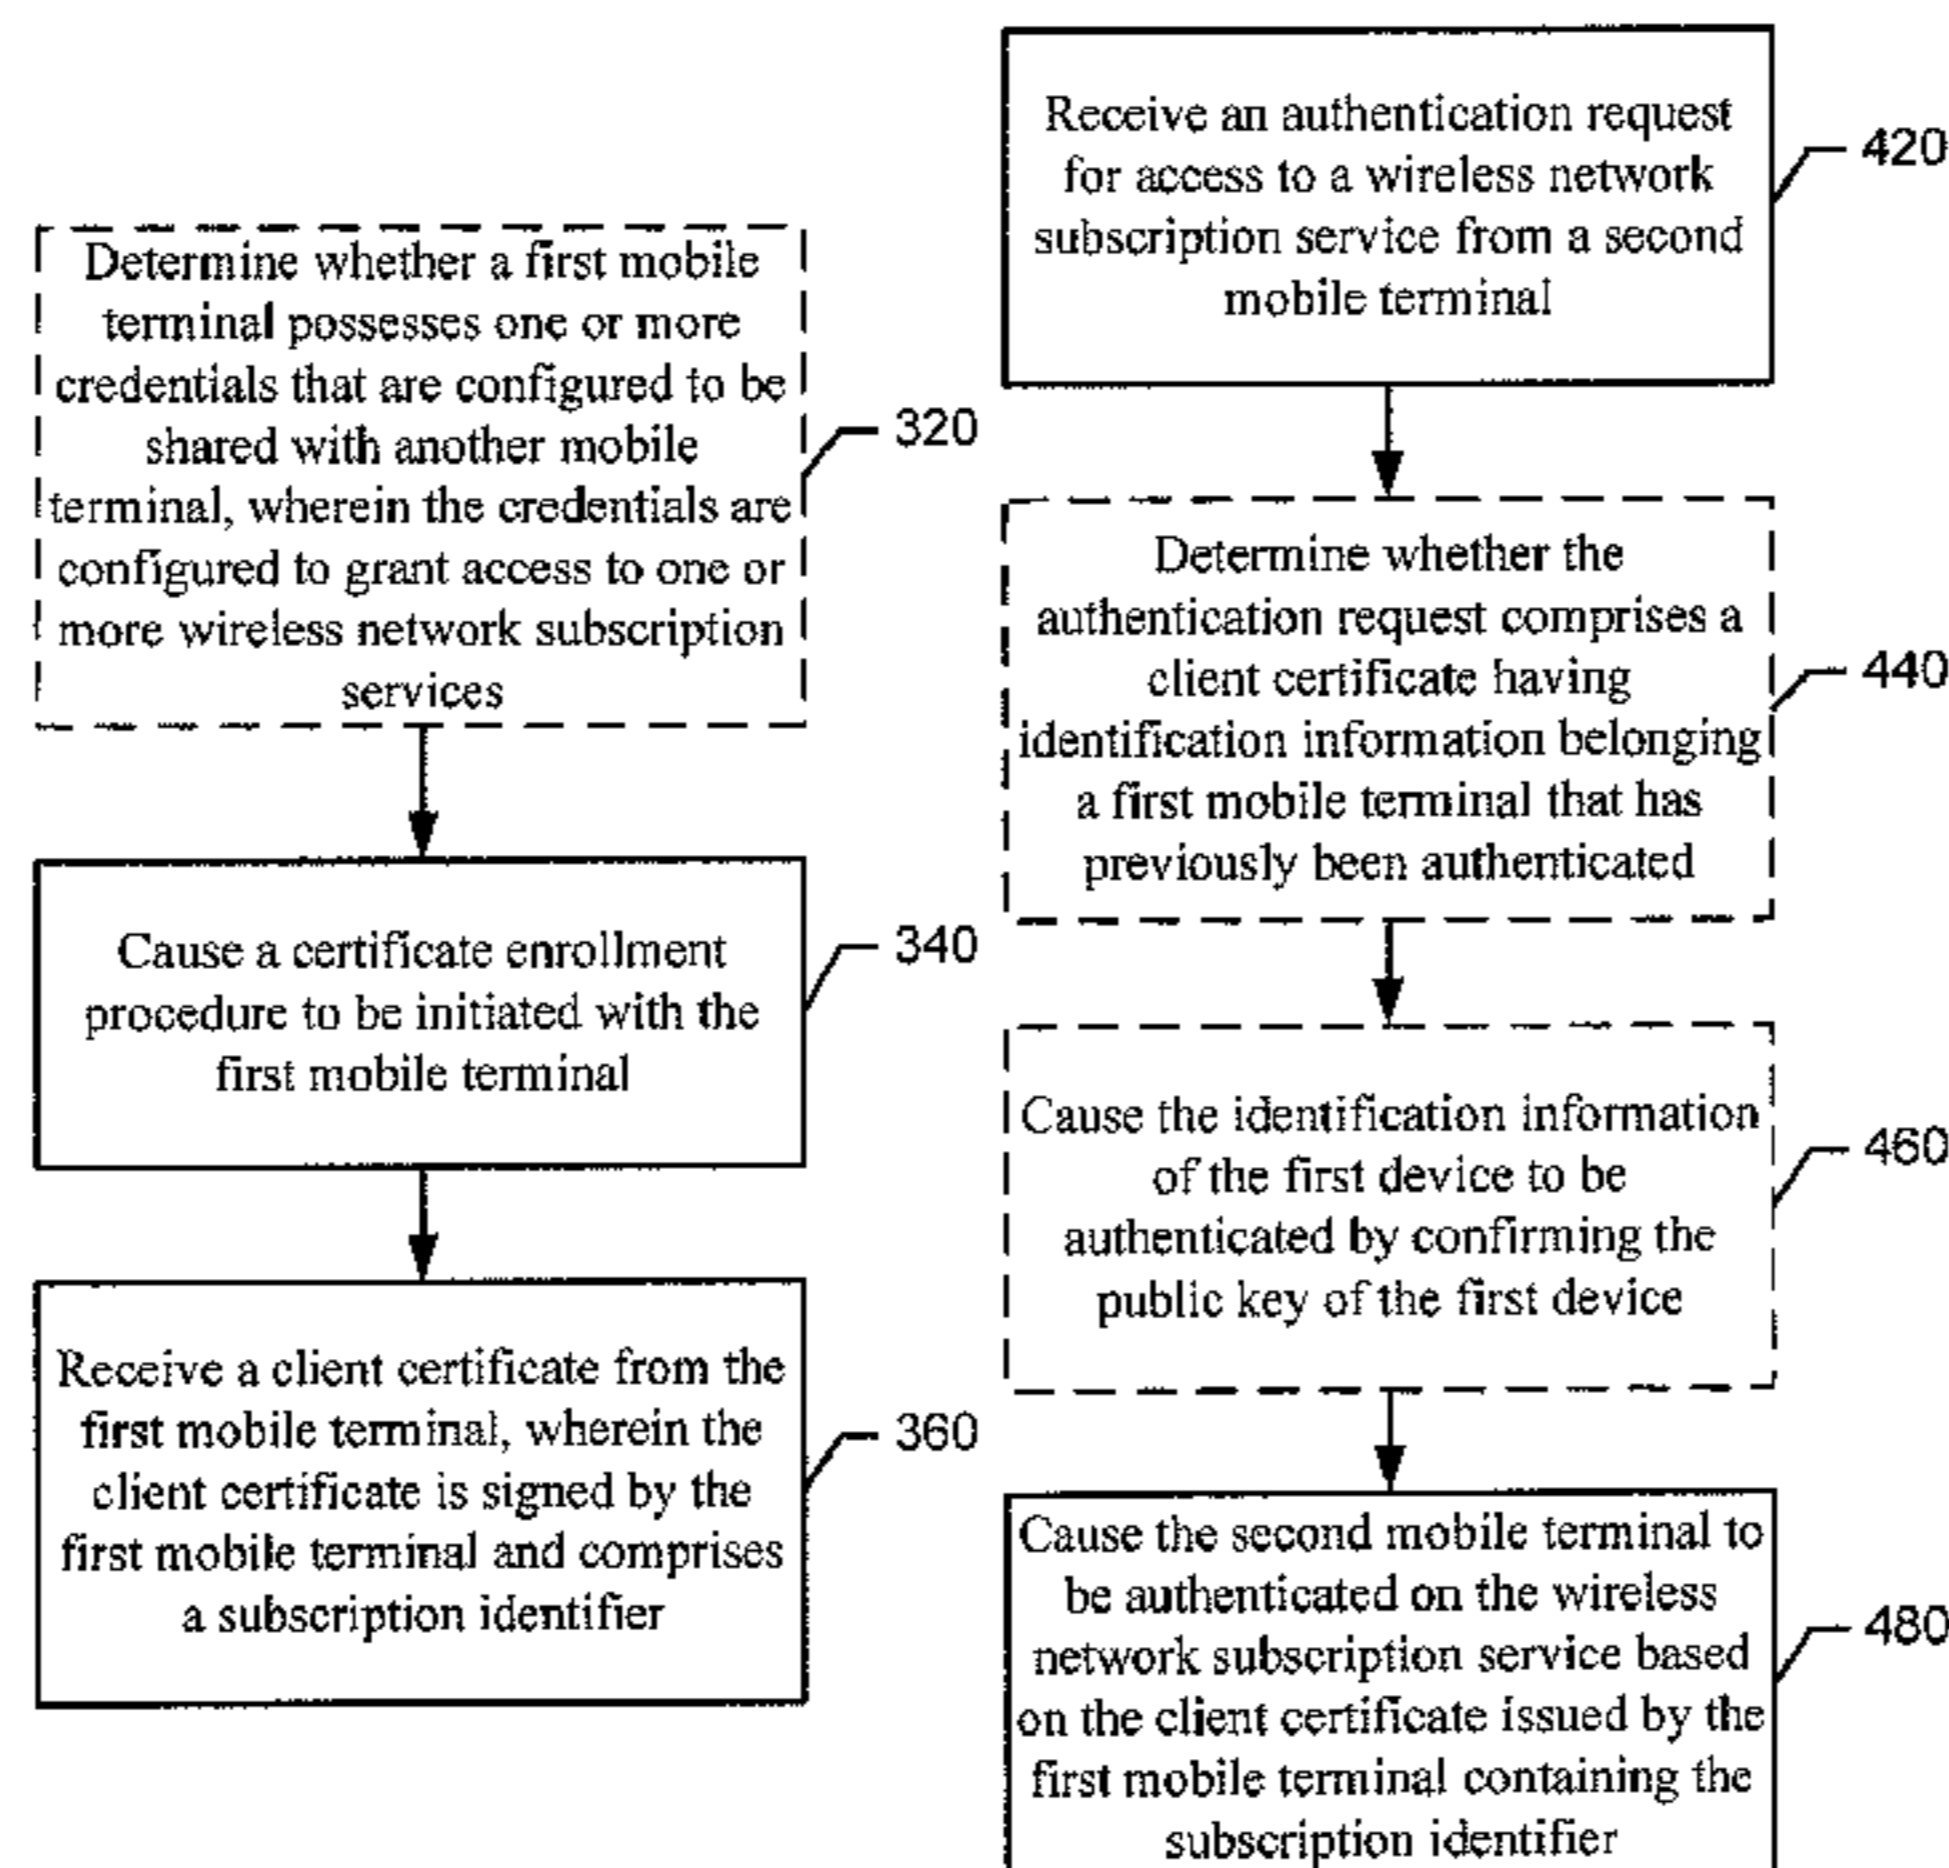 Determine whether a first mobile
terminal possesses one or more
credentials that are configured to be
shared with another mobile
terminal, wherein the credentials are
configured to grant access to one or
more wireless network subscription
services
320
Cause a certificate enrollment
procedure to be initiated with the
first mobile terminal
340
Receive a client certificate from the
first mobile terminal, wherein the
client certificate is signed by the
first mobile terminal and comprises
a subscription identifier
360
Receive an authentication request
for access to a wireless network
subscription service from a second
mobile terminal
420
Determine whether the
authentication request comprises a
client certificate having
identification information belonging
a first mobile terminal that has
previously been authenticated
440
Cause the identification information
of the first device to be
authenticated by confirming the
public key of the first device
460
Cause the second mobile terminal to
be authenticated on the wireless
network subscription service based
on the client certificate issued by the
first mobile terminal containing the
subscription identifier
480